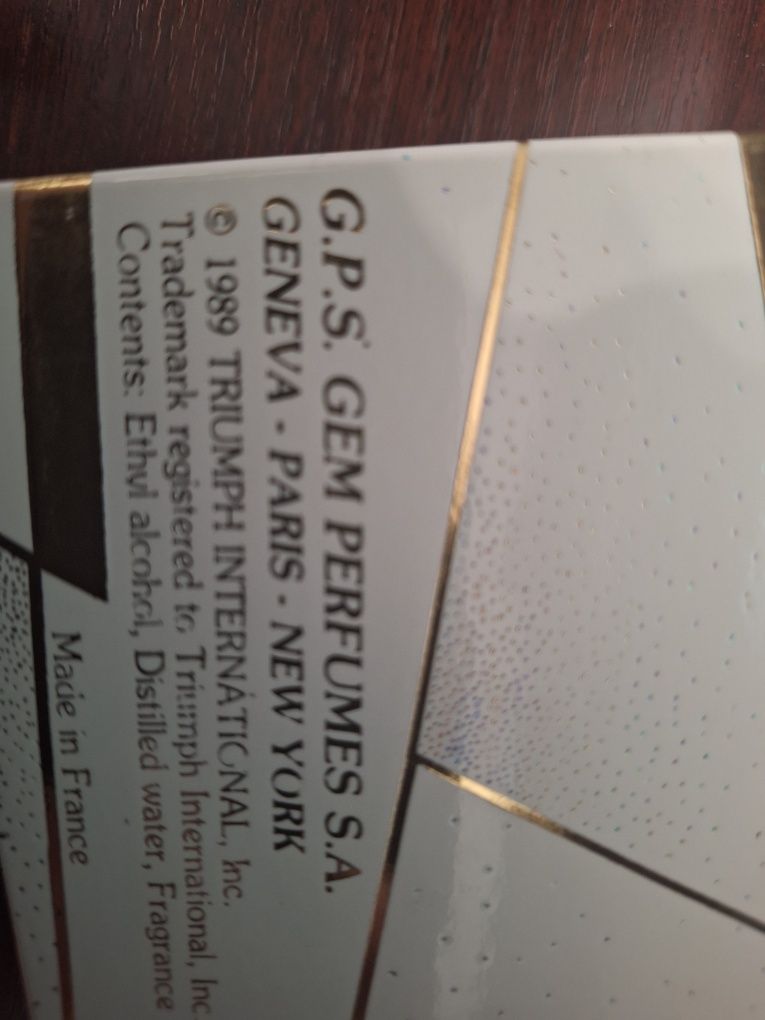 G.P.S. GEM PERFUMES S.A.
GENEVA - PARIS - NEW YORK
© 1989 TRIUMPH INTERNATIONAL, Inc.
Trademark registered to Triumph International, Inc
Contents: Ethyl alcohol, Distilled water, Fragrance
Made in France